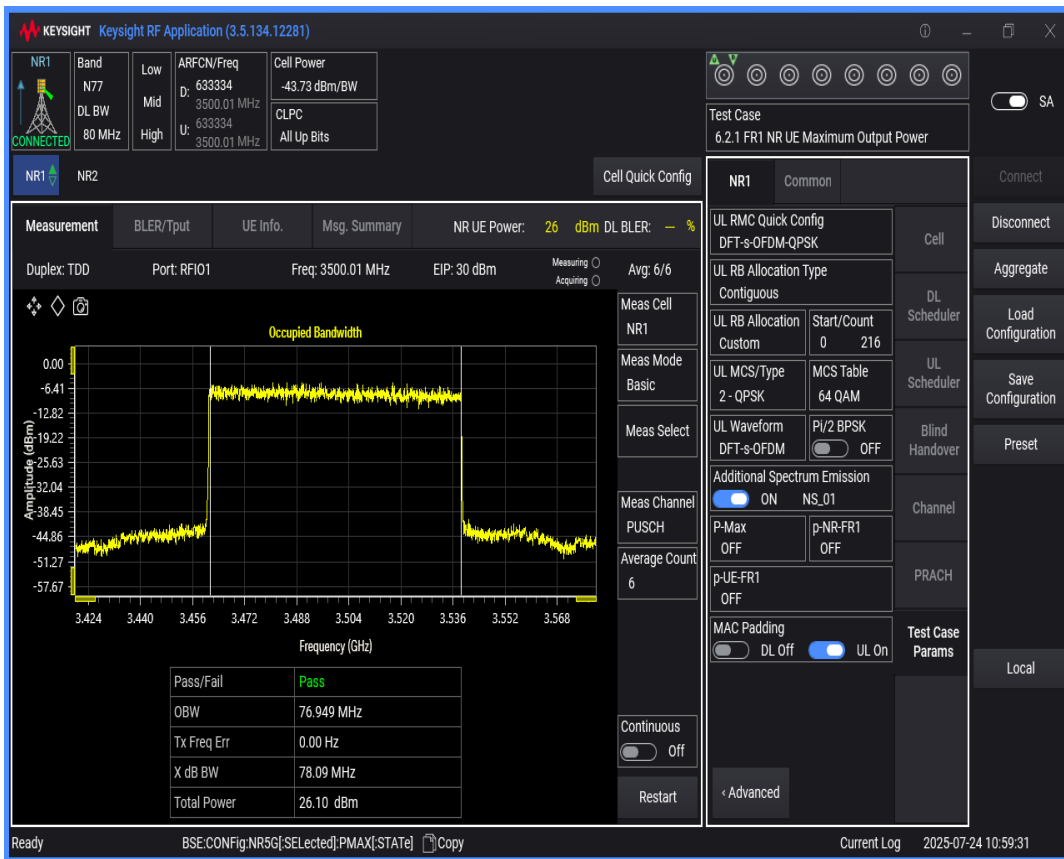 KEYSIGHT Keysight RF Application (3.5.134.12281)
NR1
CONNECTED
Band
N77
DL BW
80 MHz
Low
Mid
High
ARFCN/Freq
D: 633334
3500.01 MHz
U: 633334
3500.01 MHz
Cell Power
-43.73 dBm/BW
CLPC
All Up Bits
Test Case
6.2.1 FR1 NR UE Maximum Output Power
SA
NR1 NR2
Cell Quick Config
Measurement BLER/Tput UE Info. Msg. Summary NR UE Power: 26 dBm DL BLER: — %
Duplex: TDD Port: RFIO1 Freq: 3500.01 MHz EIP: 30 dBm Measuring Avg: 6/6
Acquiring
Occupied Bandwidth
Amplitude (dBm)
0.00
-6.41
-12.82
-19.22
-25.63
-32.04
-38.45
-44.86
-51.27
-57.67
3.424 3.440 3.456 3.472 3.488 3.504 3.520 3.536 3.552 3.568
Frequency (GHz)
Pass/Fail Pass
OBW 76.949 MHz
Tx Freq Err 0.00 Hz
X dB BW 78.09 MHz
Total Power 26.10 dBm
Meas Cell
NR1
Meas Mode
Basic
Meas Select
Meas Channel
PUSCH
Average Count
6
Continuous
Off
Restart
NR1 Common
UL RMC Quick Config
DFT-s-OFDM-QPSK
UL RB Allocation Type
Contiguous
UL RB Allocation
Custom
Start/Count
0 216
UL MCS/Type
2 - QPSK
MCS Table
64 QAM
UL Waveform
DFT-s-OFDM
Pi/2 BPSK
OFF
Additional Spectrum Emission
ON NS_01
P-Max
OFF
p-NR-FR1
OFF
p-UE-FR1
OFF
MAC Padding
DL Off UL On
‹ Advanced
Cell
DL
Scheduler
UL
Scheduler
Blind
Handover
Channel
PRACH
Test Case
Params
Connect
Disconnect
Aggregate
Load
Configuration
Save
Configuration
Preset
Local
Ready BSE:CONFig:NR5G[:SELected]:PMAX[:STATe] Copy Current Log 2025-07-24 10:59:31